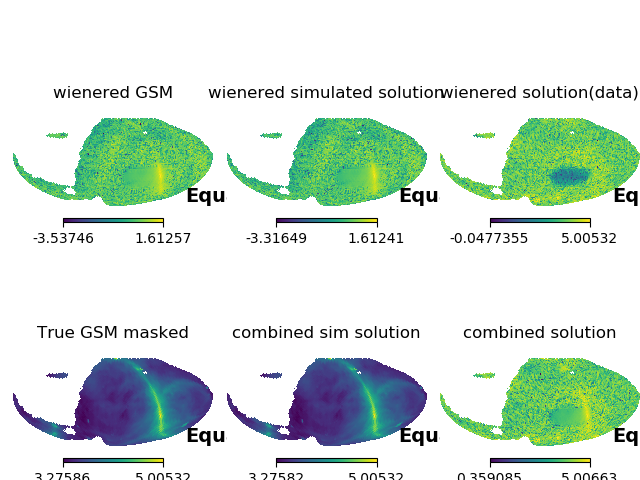 wienered GSM
wienered simulated solution
wienered solution(data)
Equ
Equ
Eq
-3.53746 1.61257
-3.31649 1.61241
-0.0477355 5.00532
True GSM masked
combined sim solution
combined solution
Equ
Equ
Eq
3.27586 5.00532
3.27582 5.00532
0.359085 5.00663